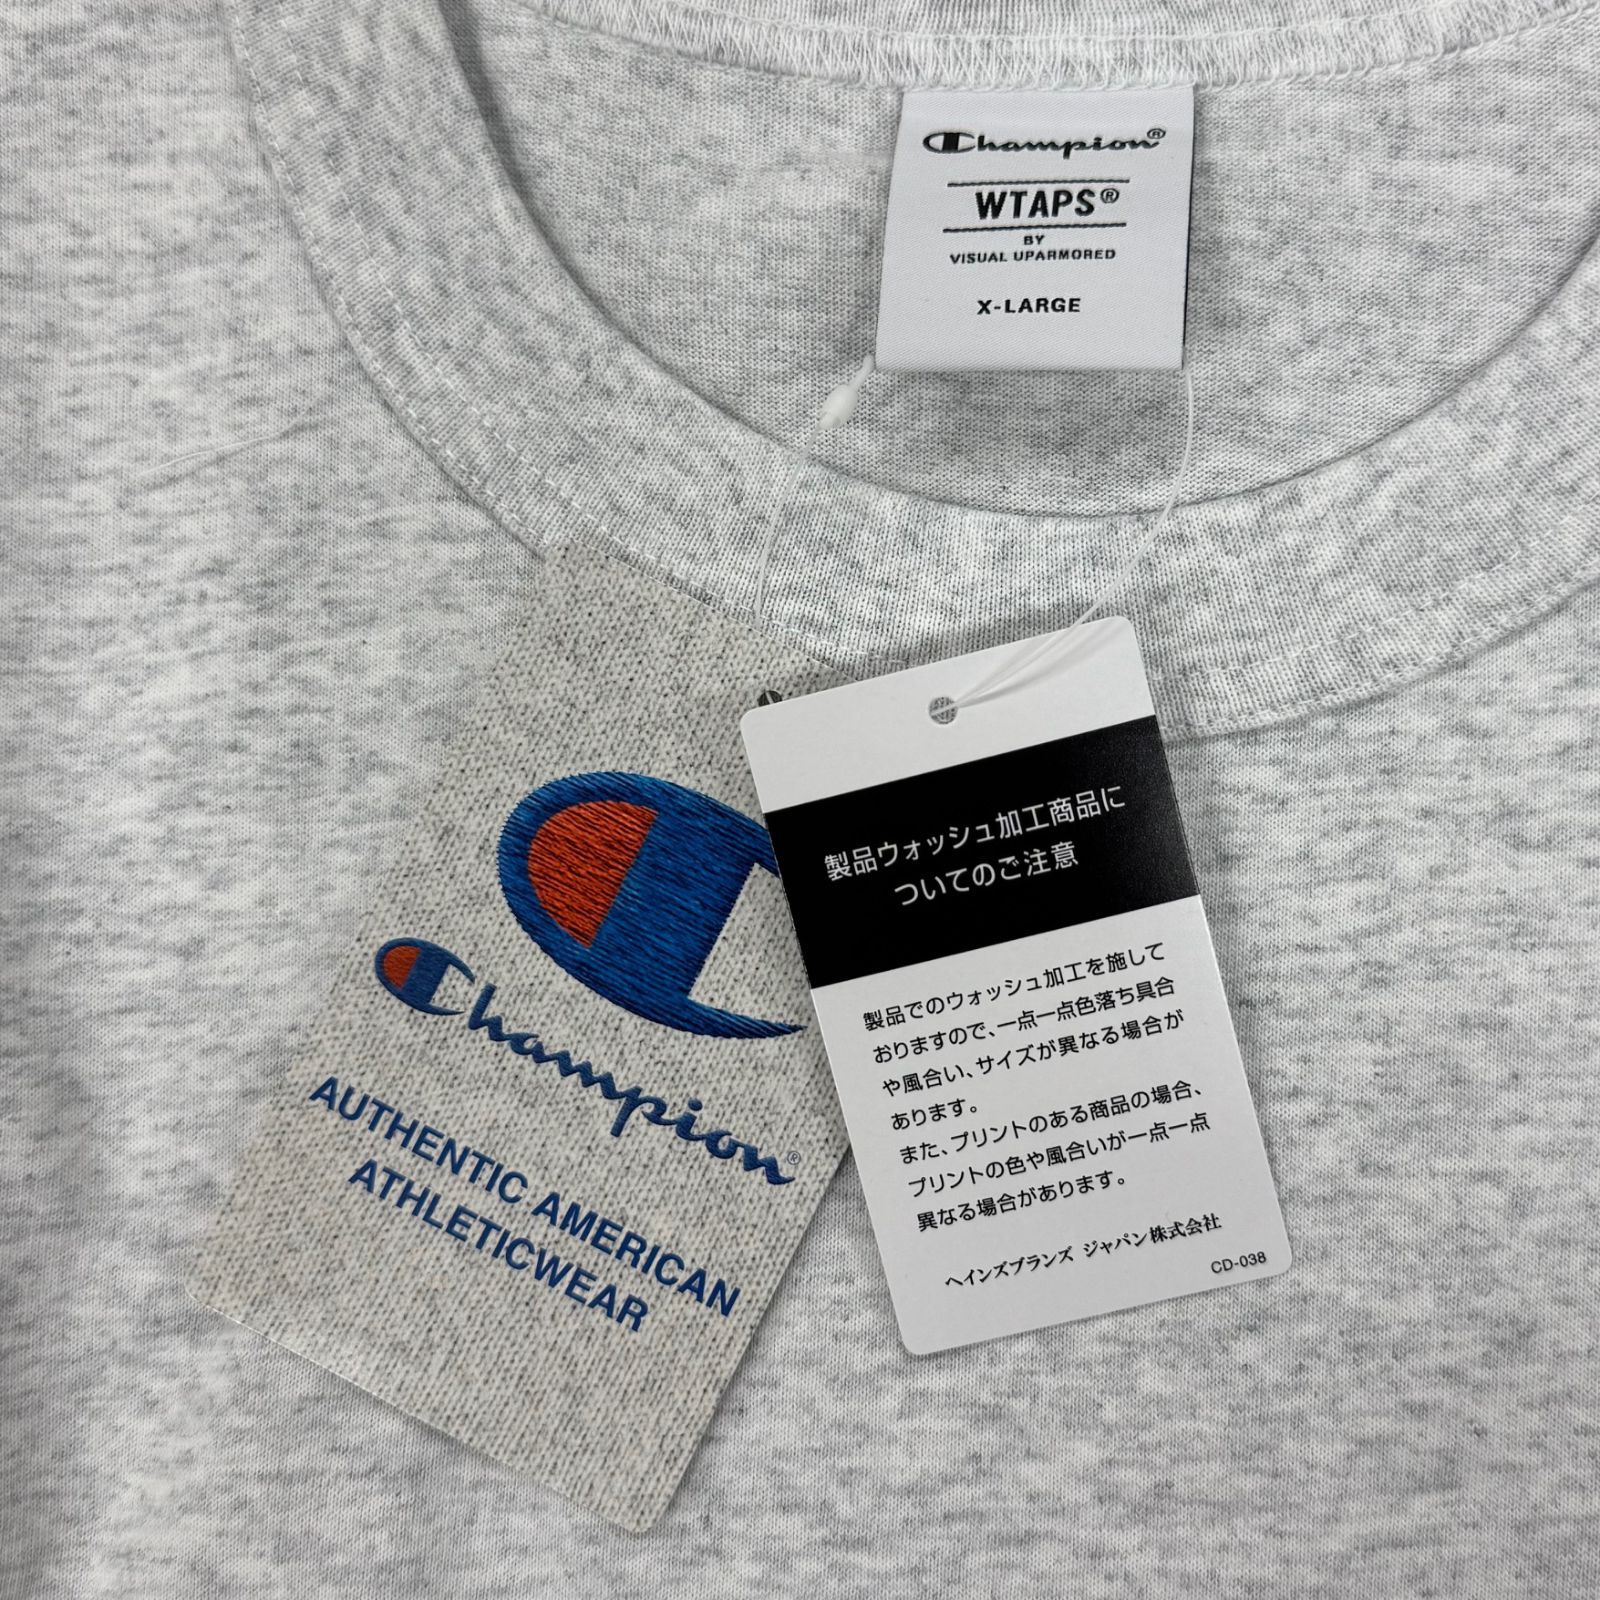 Champion®
WTAPS®
BY
VISUAL UPARMORED
X-LARGE
Champion®
AUTHENTIC AMERICAN
ATHLETICWEAR
製品ウォッシュ加工商品に
ついてのご注意
製品でのウォッシュ加工を施して
おりますので、一点一点色落ち具合
や風合い、サイズが異なる場合が
あります。
また、プリントのある商品の場合、
プリントの色や風合いが一点一点
異なる場合があります。
ヘインズブランズ ジャパン株式会社
CD-038